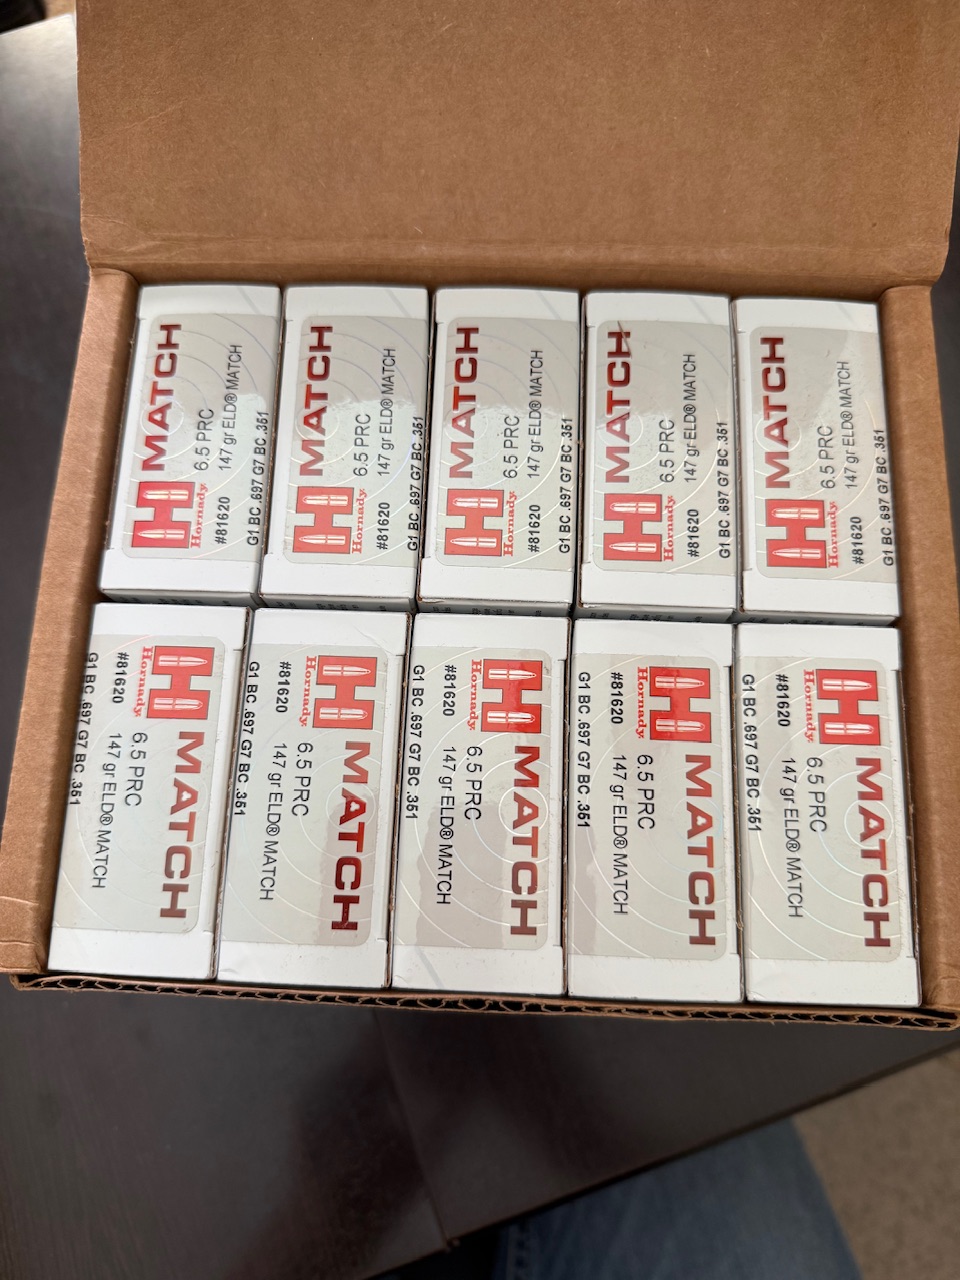 MATCH
Hornady®
6.5 PRC
#81620
147 gr ELD® MATCH
G1 BC .697 G7 BC .351
MATCH
Hornady®
6.5 PRC
#81620
147 gr ELD® MATCH
G1 BC .697 G7 BC .351
MATCH
Hornady®
6.5 PRC
#81620
147 gr ELD® MATCH
G1 BC .697 G7 BC .351
MATCH
Hornady®
6.5 PRC
#81620
147 gr ELD® MATCH
G1 BC .697 G7 BC .351
MATCH
Hornady®
6.5 PRC
#81620
147 gr ELD® MATCH
G1 BC .697 G7 BC .351
MATCH
Hornady®
6.5 PRC
#81620
147 gr ELD® MATCH
G1 BC .697 G7 BC .351
MATCH
Hornady®
6.5 PRC
#81620
147 gr ELD® MATCH
G1 BC .697 G7 BC .351
MATCH
Hornady®
6.5 PRC
#81620
147 gr ELD® MATCH
G1 BC .697 G7 BC .351
MATCH
Hornady®
6.5 PRC
#81620
147 gr ELD® MATCH
G1 BC .697 G7 BC .351
MATCH
Hornady®
6.5 PRC
#81620
147 gr ELD® MATCH
G1 BC .697 G7 BC .351